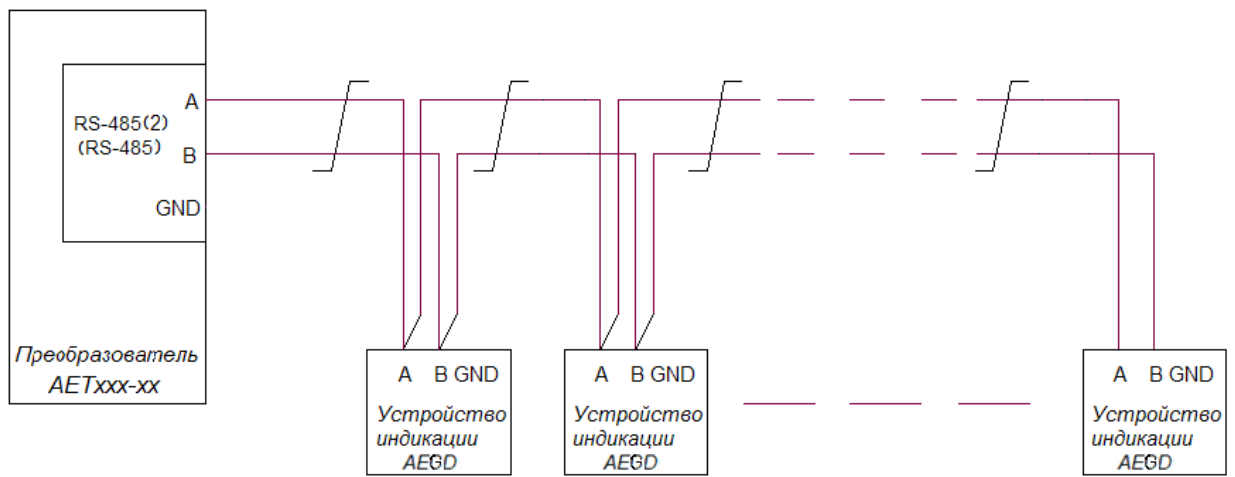 A
RS-485(2)
(RS-485)
B
GND
Преобразователь
AETxxx-xx
A B GND
Устройство
индикации
AEGD
A B GND
Устройство
индикации
AEGD
A B GND
Устройство
индикации
AEGD